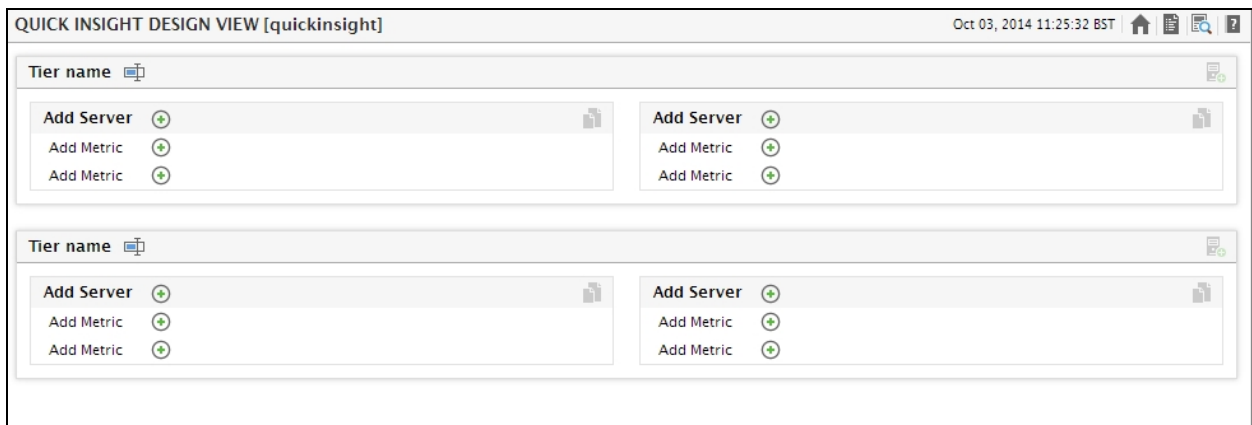 QUICK INSIGHT DESIGN VIEW [quickinsight] Oct 03, 2014 11:25:32 BST
Tier name
Add Server
Add Metric
Add Metric
Add Server
Add Metric
Add Metric
Tier name
Add Server
Add Metric
Add Metric
Add Server
Add Metric
Add Metric